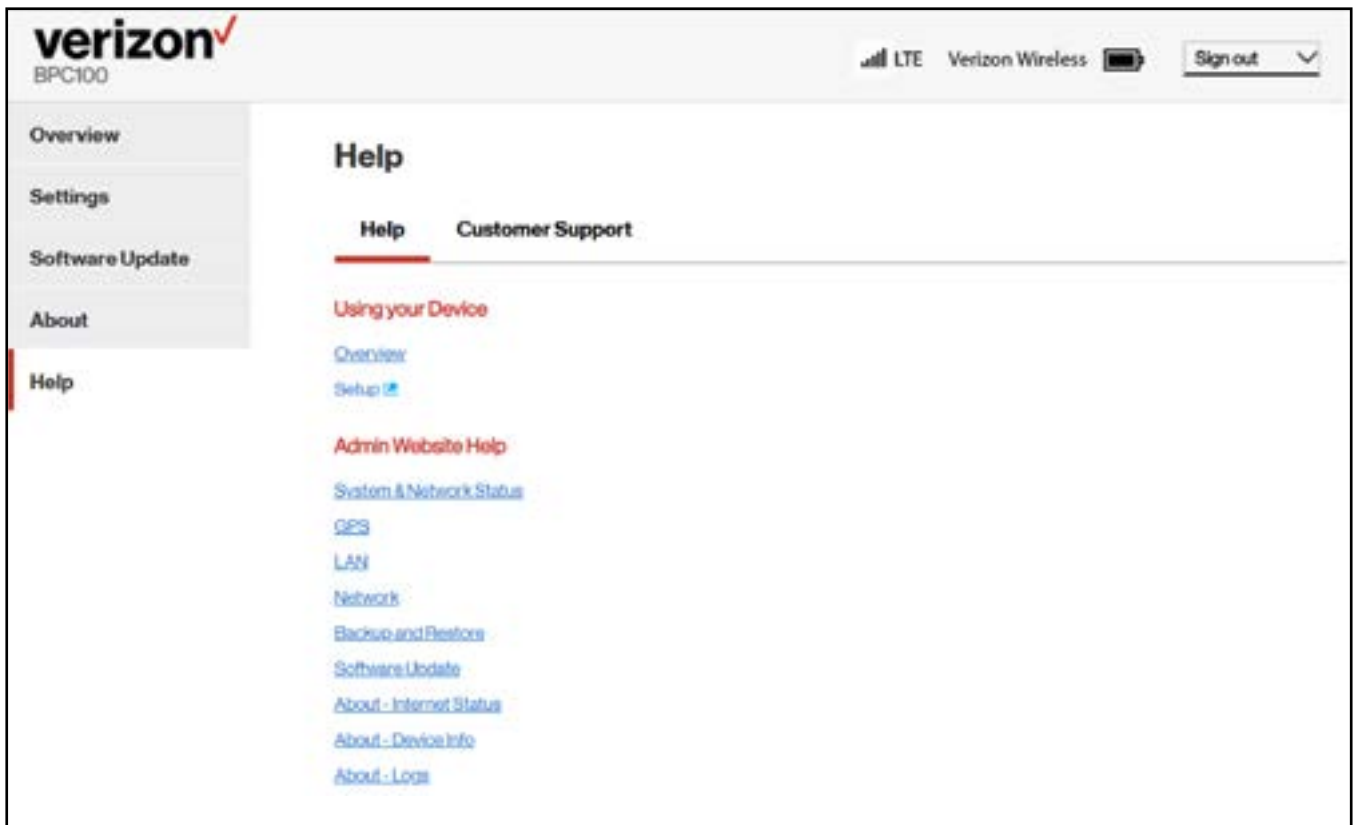 verizon
BPC100
LTE Verizon Wireless Sign out
Overview
Settings
Software Update
About
Help
Help
Help Customer Support
Using your Device
Overview
Setup
Admin Website Help
System & Network Status
GPS
LAN
Network
Backup and Restore
Software Update
About - Internet Status
About - Device Info
About - Logs